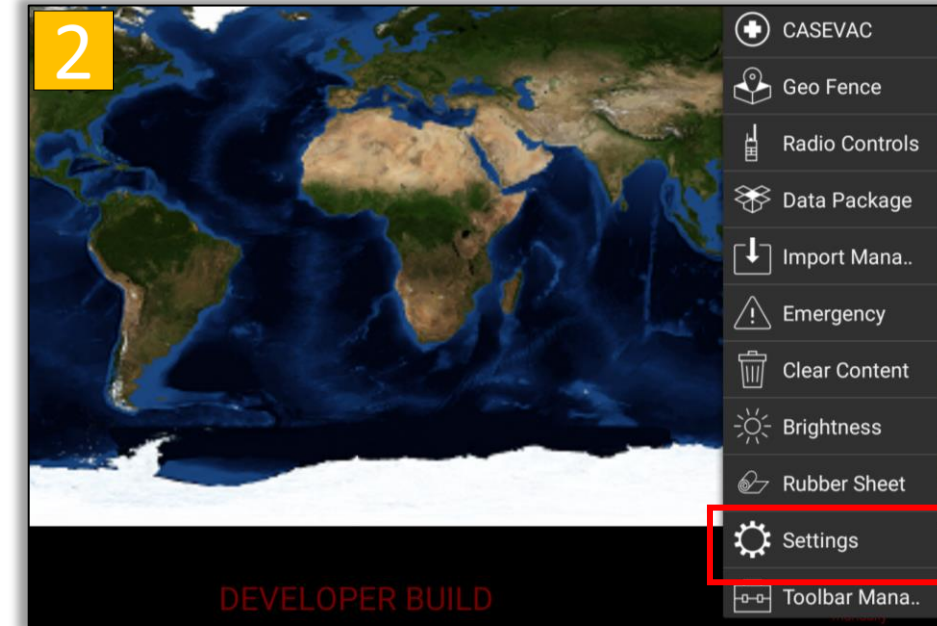 2
CASEVAC
Geo Fence
Radio Controls
Data Package
Import Mana..
Emergency
Clear Content
Brightness
Rubber Sheet
Settings
Toolbar Mana..
DEVELOPER BUILD